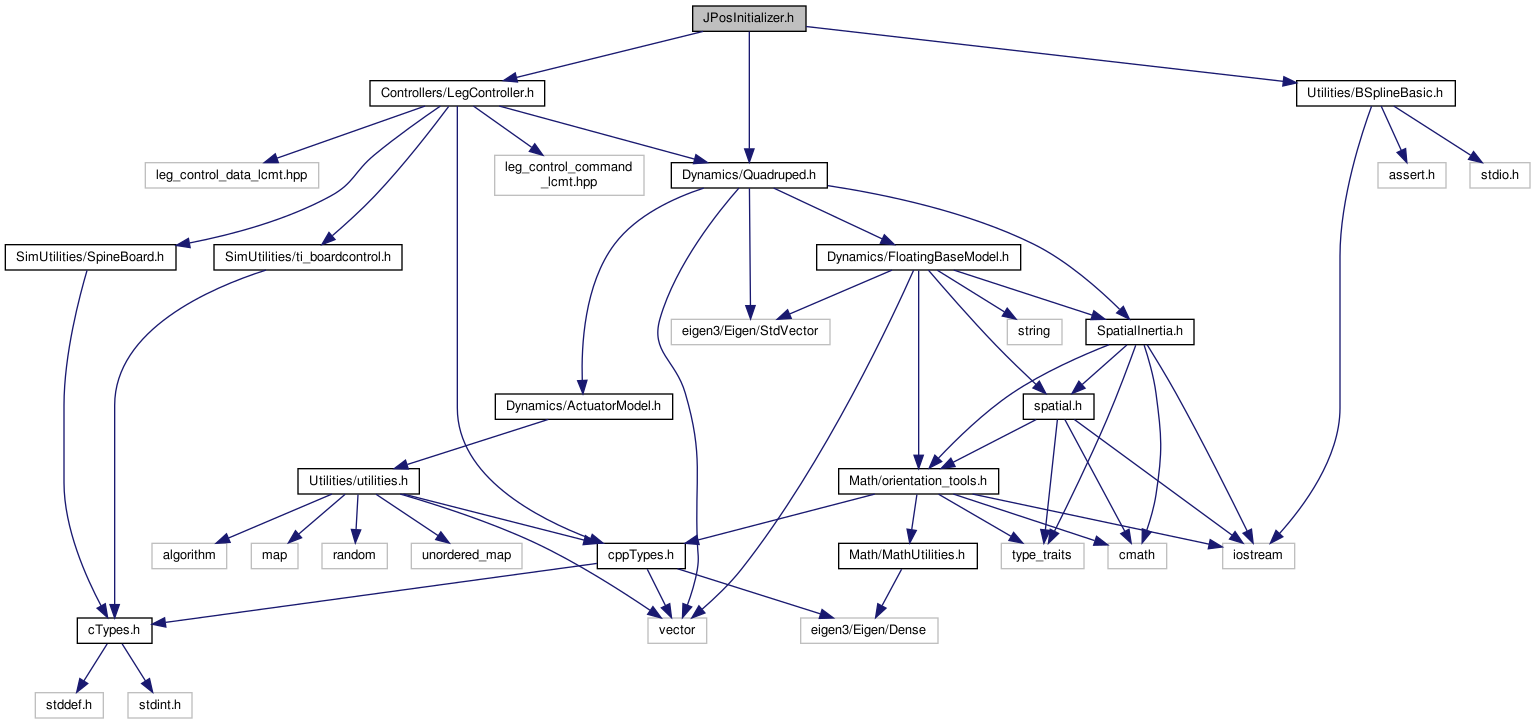 JPosInitializer.h
Controllers/LegController.h
Utilities/BSplineBasic.h
leg_control_data_lcmt.hpp
leg_control_command
_lcmt.hpp
Dynamics/Quadruped.h
assert.h
stdio.h
SimUtilities/SpineBoard.h
SimUtilities/ti_boardcontrol.h
Dynamics/FloatingBaseModel.h
eigen3/Eigen/StdVector
string
SpatialInertia.h
Dynamics/ActuatorModel.h
spatial.h
Utilities/utilities.h
Math/orientation_tools.h
algorithm
map
random
unordered_map
cppTypes.h
Math/MathUtilities.h
type_traits
cmath
iostream
cTypes.h
vector
eigen3/Eigen/Dense
stddef.h
stdint.h